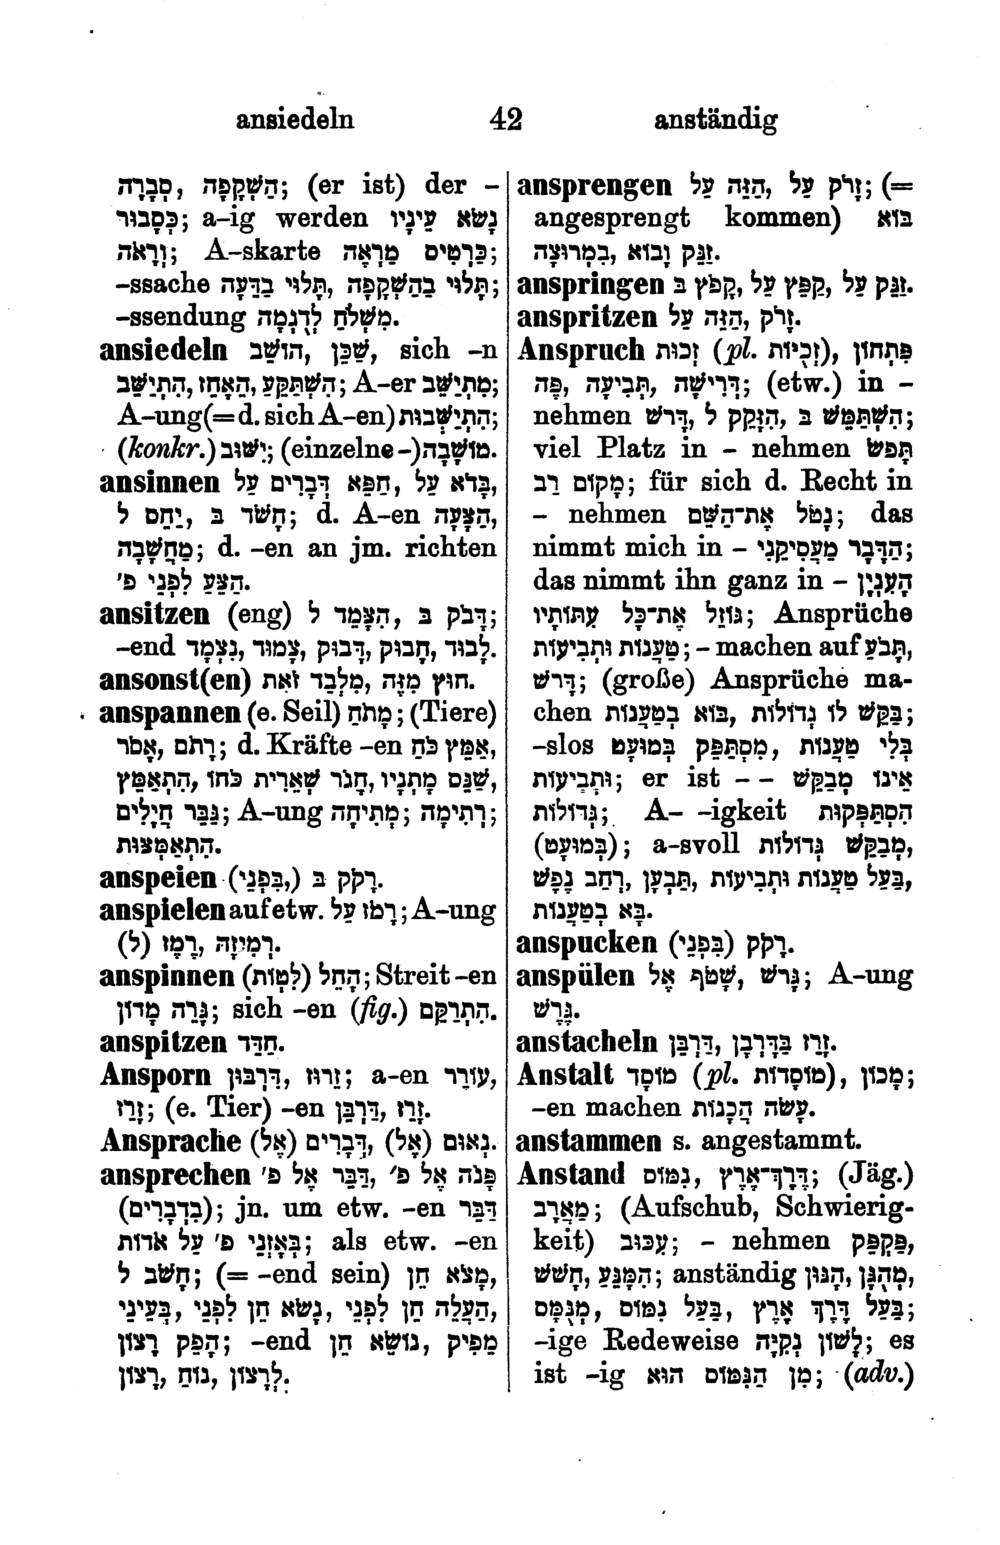 ansiedeln 42 anständig
הַשְׁקָפָה, סְבָרָה; (er ist) der –
כִּסְבוּר; a-ig werden נָשָׂא עֵינָיו
וְרָאֹה; A-skarte כַּרְטִיס מַרְאֶה;
-ssache תָּלוּי בְּהַשְׁקָפָה, תָּלוּי בְּדֵעָה;
-ssendung מִשְׁלֹחַ לְדֻגְמָה.
ansiedeln הוֹשֵׁב, שַׁכֵּן, sich -n
הִתְיַשֵּׁב, הֵאָחֵז, הִשְׁתַּקֵּעַ; A-er מִתְיַשֵּׁב;
A-ung(=d. sich A-en) הִתְיַשְּׁבוּת;
(konkr.) יִשּׁוּב; (einzelne -) מוֹשָׁבָה.
ansinnen בָּדֹא עַל, חַפֵּא דְּבָרִים עַל,
חָשֹׁד בְּ, יַחֵס לְ; d. A-en הַצָּעָה,
מַחֲשָׁבָה; d. -en an jm. richten
הַצֵּעַ לִפְנֵי פ'.
ansitzen (eng) דָּבֹק בְּ, הִצָּמֵד לְ;
-end לָבוּד, חָבוּק, דָּבוּק, צָמוּד, נִצְמָד.
ansonst(en) חוּץ מִזֶּה, מִלְּבַד זֹאת.
anspannen (e. Seil) מָתֹחַ; (Tiere)
רָתֹם, אָסֹר; d. Kräfte -en אַמֵּץ כֹּחַ,
שַׁנֵּס מָתְנָיו, חָגֹר שְׁאֵרִית כֹּחוֹ, הִתְאַמֵּץ,
גַּבֵּר חֲיָלִים; A-ung רְתִימָה; מְתִיחָה;
הִתְאַמְּצוּת.
anspeien (בִּפְנֵי,) רָקֹק בְּ.
anspielen auf etw. רָמֹז עַל; A-ung
רְמִיזָה, רֶמֶז (לְ).
anspinnen (לִטְווֹת) הָחֵל; Streit -en
גָּרֵה מָדוֹן; sich -en (fig.) הִתְרַקֵּם.
anspitzen חַדֵּד.
Ansporn זֵרוּז, דִּרְבּוּן; a-en עוֹרֵר,
זָרֵז; (e. Tier) -en זָרֵז, דַּרְבֵּן.
Ansprache נְאוּם (אֶל), דְּבָרִים (אֶל).
ansprechen פָּנֹה אֶל פ', דַּבֵּר אֶל פ'
(בִּדְבָרִים); jn. um etw. -en דַּבֵּר
בְּאָזְנֵי פ' עַל אֹדוֹת; als etw. -en
חָשֹׁב לְ; (= -end sein) מָצֹא חֵן,
הַעֲלֵה חֵן לִפְנֵי, נָשֹׂא חֵן לִפְנֵי, בְּעֵינֵי,
הָפֵק רָצוֹן; -end מֵפִיק, נוֹשֵׂא חֵן
לְרָצוֹן, נוֹחַ, רָצוּן.
ansprengen זָרֹק עַל, הַזֵּה עַל; (=
angesprengt kommen) בּוֹא
זַנֵּק וָבוֹא, בִּמְרוּצָה.
anspringen זַנֵּק עַל, קַפֵּץ עַל, קָפֹץ בְּ.
anspritzen זָרֹק, הַזֵּה עַל.
Anspruch זְכוּת (pl. זְכֻיּוֹת), פִּתְחוֹן
פֶּה, תְּבִיעָה, דְּרִישָׁה; (etw.) in –
nehmen הִשְׁתַּמֵּשׁ בְּ, הִזָּקֵק לְ, דָּרֹשׁ;
viel Platz in – nehmen תָּפֹשׂ
מָקוֹם רַב; für sich d. Recht in
– nehmen נָטֹל אֶת־הַשֵּׁם; das
nimmt mich in – הַדָּבָר מַעֲסִיקֵנִי;
das nimmt ihn ganz in – הָעִנְיָן
גּוֹזֵל אֶת־כָּל עִתּוֹתָיו; Ansprüche
טְעָנוֹת וּתְבִיעוֹת; – machen auf תָּבֹעַ,
דָּרֹשׁ; (große) Ansprüche ma-
chen בַּקֵּשׁ לוֹ גְדוֹלוֹת, בּוֹא בִטְעָנוֹת;
-slos בְּלִי טַעֲנוֹת, מִסְתַּפֵּק בְּמוּעָט
וּתְבִיעוֹת; er ist – – אֵינוֹ מְבַקֵּשׁ
גְּדוֹלוֹת; A- -igkeit הִסְתַּפְּקוּת
(בְּמוּעָט); a-svoll מְבַקֵּשׁ גְּדוֹלוֹת,
בַּעַל טַעֲנוֹת וּתְבִיעוֹת, תַּבְעָן, רְחַב נֶפֶשׁ,
בָּא בִטְעָנוֹת.
anspucken (בִּפְנֵי) רָקֹק.
anspülen שָׁטֹף אֶל, גָּרֹשׁ; A-ung
גֶּרֶשׁ.
anstacheln זָרֵז בְּדָרְבָן, דַּרְבֵּן.
Anstalt מוֹסָד (pl. מוֹסָדוֹת), מָכוֹן;
-en machen עָשֹׂה הֲכָנוֹת.
anstammen s. angestammt.
Anstand נִמּוּס, דֶּרֶךְ־אֶרֶץ; (Jäg.)
מַאֲרָב; (Aufschub, Schwierig-
keit) עִכּוּב; – nehmen פַּקְפֵּק,
הִמָּנַע, חָשֹׁשׁ; anständig מְהֻגָּן, הָגוּן,
בַּעַל דֶּרֶךְ אֶרֶץ, בַּעַל נִמּוּס, מְנֻמָּס;
-ige Redeweise לָשׁוֹן נְקִיָּה; es
ist -ig מִן הַנִּמּוּס הוּא; (adv.)